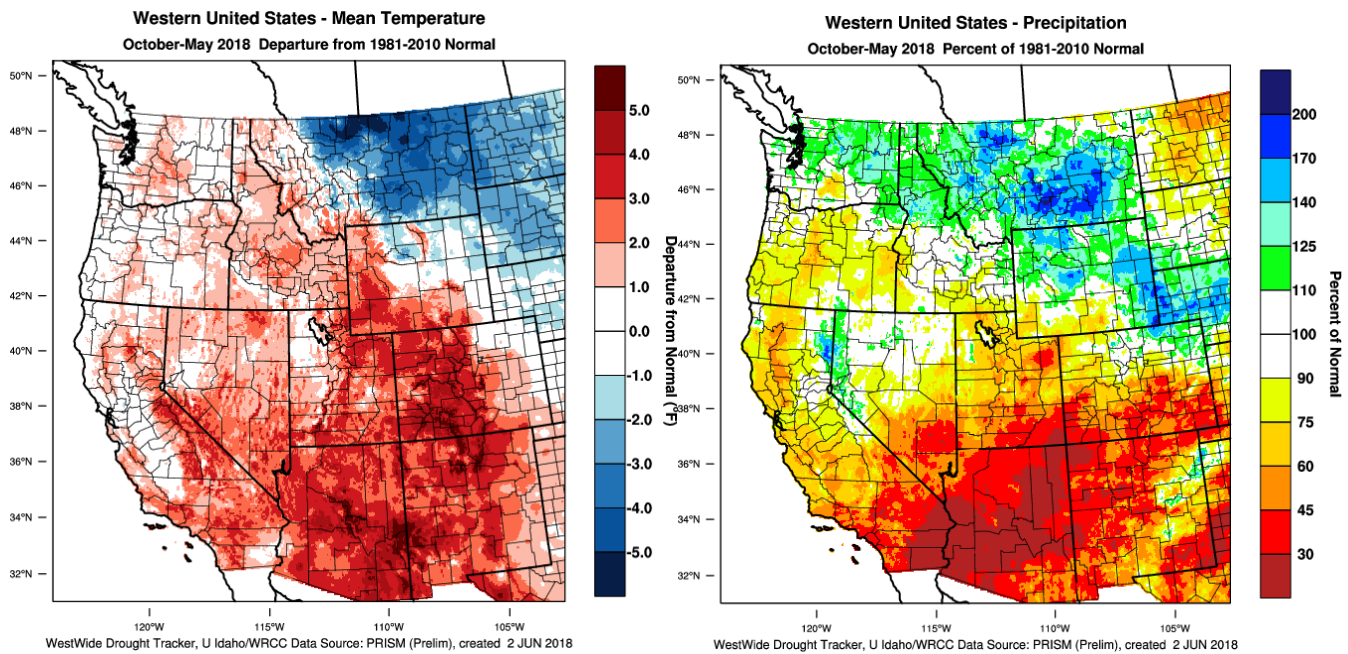 Western United States - Mean Temperature
October-May 2018 Departure from 1981-2010 Normal
50°N
48°N
46°N
44°N
42°N
40°N
38°N
36°N
34°N
32°N
120°W
115°W
110°W
105°W
5.0
4.0
3.0
2.0
1.0
0.0
-1.0
-2.0
-3.0
-4.0
-5.0
Departure from Normal (°F)
WestWide Drought Tracker, U Idaho/WRCC Data Source: PRISM (Prelim), created 2 JUN 2018
Western United States - Precipitation
October-May 2018 Percent of 1981-2010 Normal
50°N
48°N
46°N
44°N
42°N
40°N
38°N
36°N
34°N
32°N
120°W
115°W
110°W
105°W
200
170
140
125
110
100
90
75
60
45
30
Percent of Normal
WestWide Drought Tracker, U Idaho/WRCC Data Source: PRISM (Prelim), created 2 JUN 2018